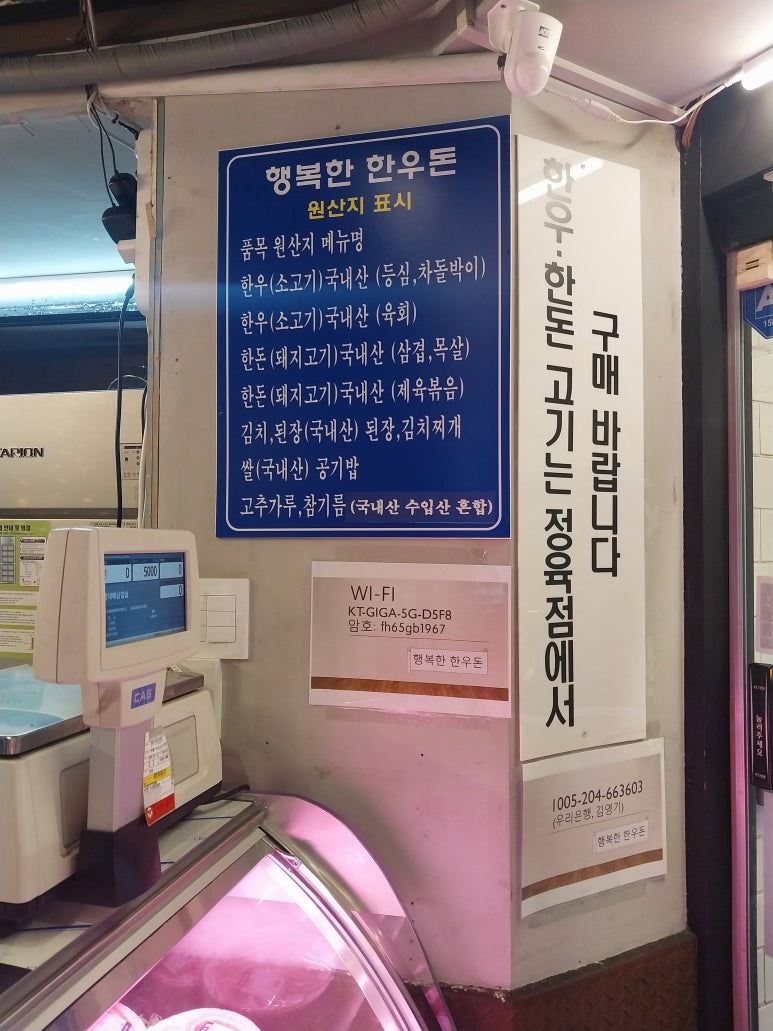 행복한 한우돈
원산지 표시
품목 원산지 메뉴명
한우(소고기)국내산 (등심,차돌박이)
한우(소고기)국내산 (육회)
한돈(돼지고기)국내산 (삼겹,목살)
한돈(돼지고기)국내산 (제육볶음)
김치,된장(국내산) 된장,김치찌개
쌀(국내산) 공기밥
고추가루,참기름 (국내산 수입산 혼합)
한우·한돈 고기는 정육점에서
구매 바랍니다
WI-FI
KT-GIGA-5G-D5F8
암호: fh65gb1967
행복한 한우돈
1005-204-663603
(우리은행, 김영기)
행복한 한우돈
0 5000 0
0
CAS
눌러주세요